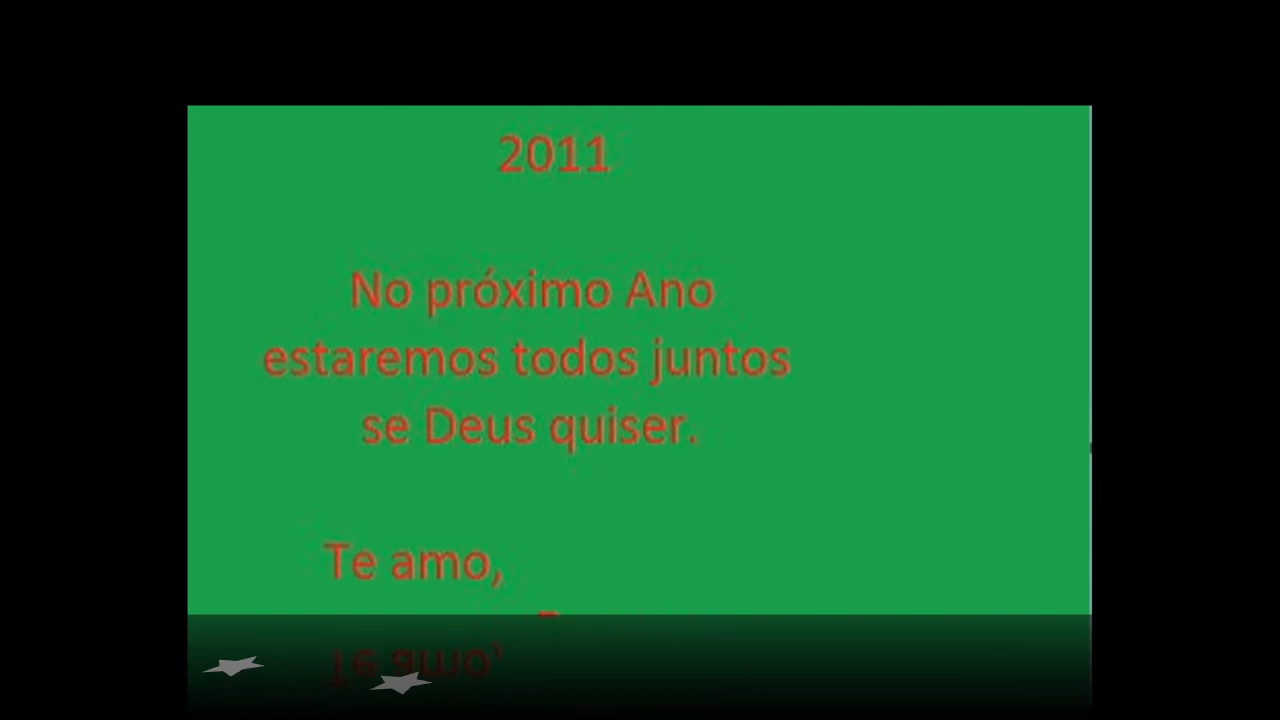 2011
No próximo Ano
estaremos todos juntos
se Deus quiser.
Te amo,